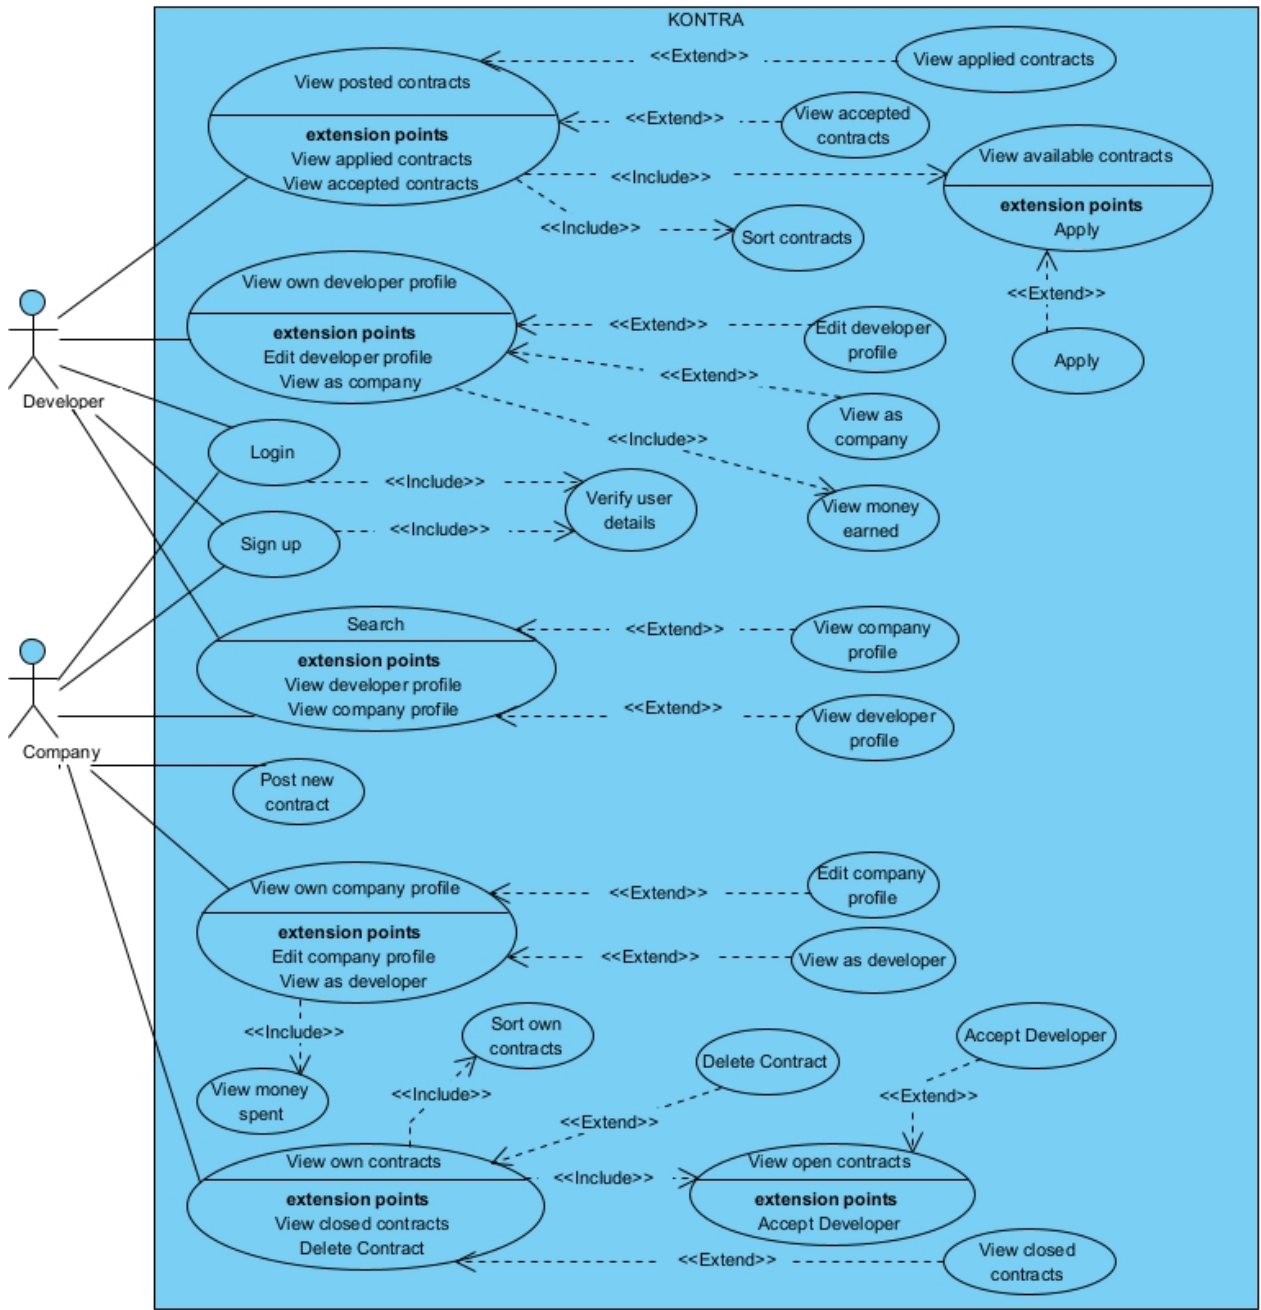 KONTRA
<<Extend>>
View applied contracts
View posted contracts
extension points
View applied contracts
View accepted contracts
<<Extend>>
View accepted
contracts
<<Include>>
View available contracts
extension points
Apply
<<Include>>
Sort contracts
<<Extend>>
Apply
View own developer profile
extension points
Edit developer profile
View as company
<<Extend>>
Edit developer
profile
<<Extend>>
View as
company
<<Include>>
View money
earned
Developer
Login
<<Include>>
Verify user
details
Sign up
<<Include>>
Search
extension points
View developer profile
View company profile
<<Extend>>
View company
profile
<<Extend>>
View developer
profile
Company
Post new
contract
View own company profile
extension points
Edit company profile
View as developer
<<Extend>>
Edit company
profile
<<Extend>>
View as developer
<<Include>>
View money
spent
Sort own
contracts
<<Include>>
Delete Contract
<<Extend>>
Accept Developer
<<Extend>>
View own contracts
extension points
View closed contracts
Delete Contract
<<Include>>
View open contracts
extension points
Accept Developer
<<Extend>>
View closed
contracts